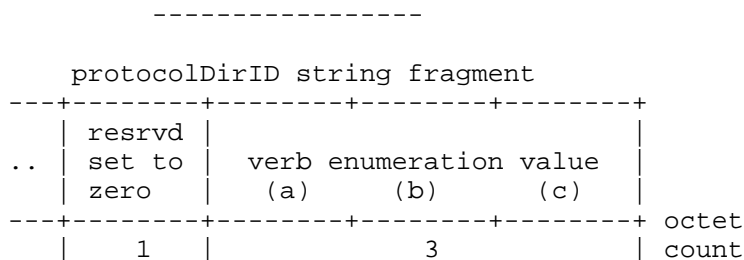 -----------------
protocolDirID string fragment
---+--------+--------+--------+--------+
| resrvd |                          |
.. | set to |  verb enumeration value  |
| zero   |   (a)      (b)      (c)   |
---+--------+--------+--------+--------+ octet
|   1    |            3             | count